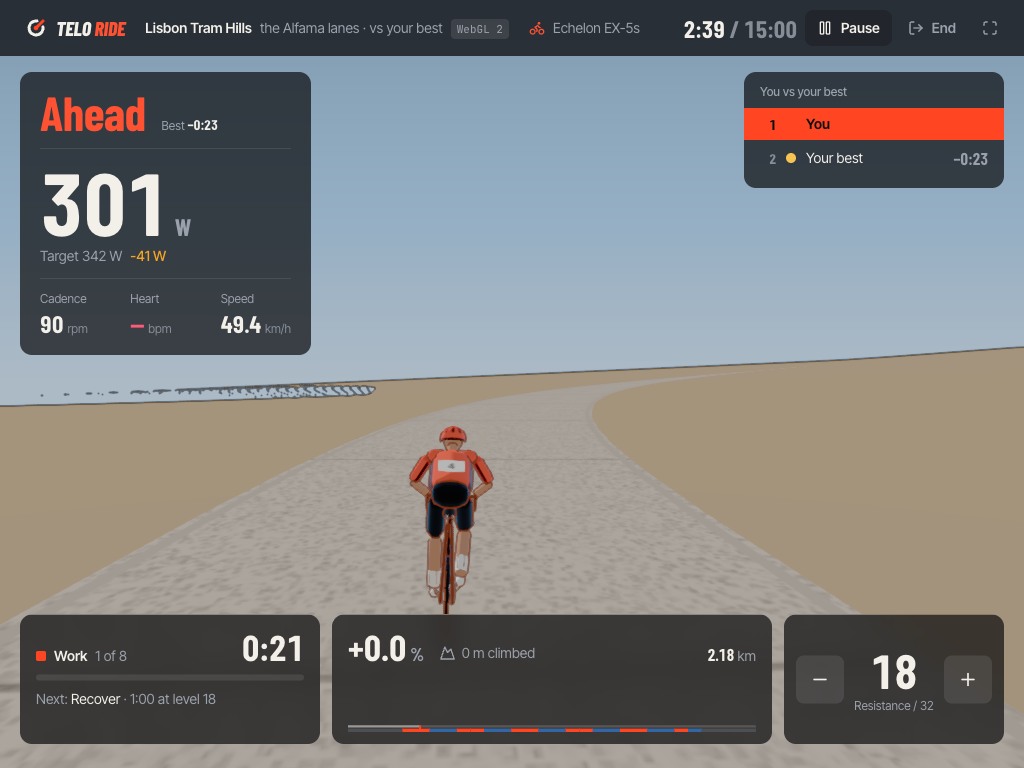 TELO RIDE Lisbon Tram Hills the Alfama lanes · vs your best WebGL 2 Echelon EX-5s 2:39 / 15:00 Pause End
Ahead Best −0:23
301 W
Target 342 W -41 W
Cadence Heart Speed
90 rpm — bpm 49.4 km/h
You vs your best
1 You
2 Your best −0:23
4
Work 1 of 8 0:21
Next: Recover · 1:00 at level 18
+0.0 % 0 m climbed 2.18 km
− 18 +
Resistance / 32